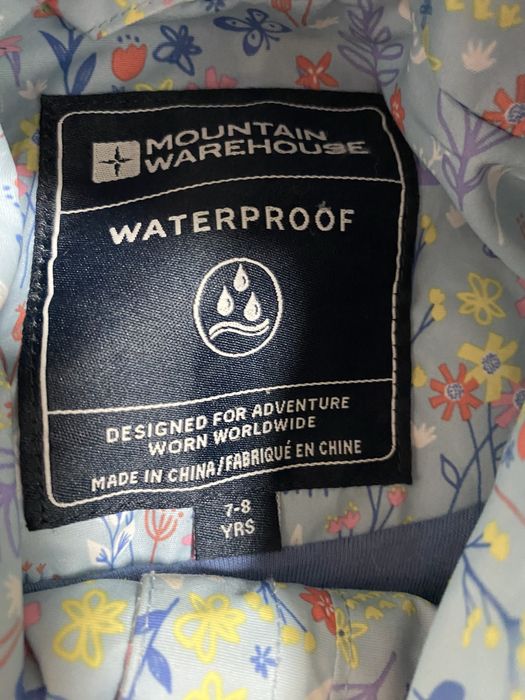 MOUNTAIN
WAREHOUSE
WATERPROOF
DESIGNED FOR ADVENTURE
WORN WORLDWIDE
MADE IN CHINA/FABRIQUÉ EN CHINE
7-8
YRS